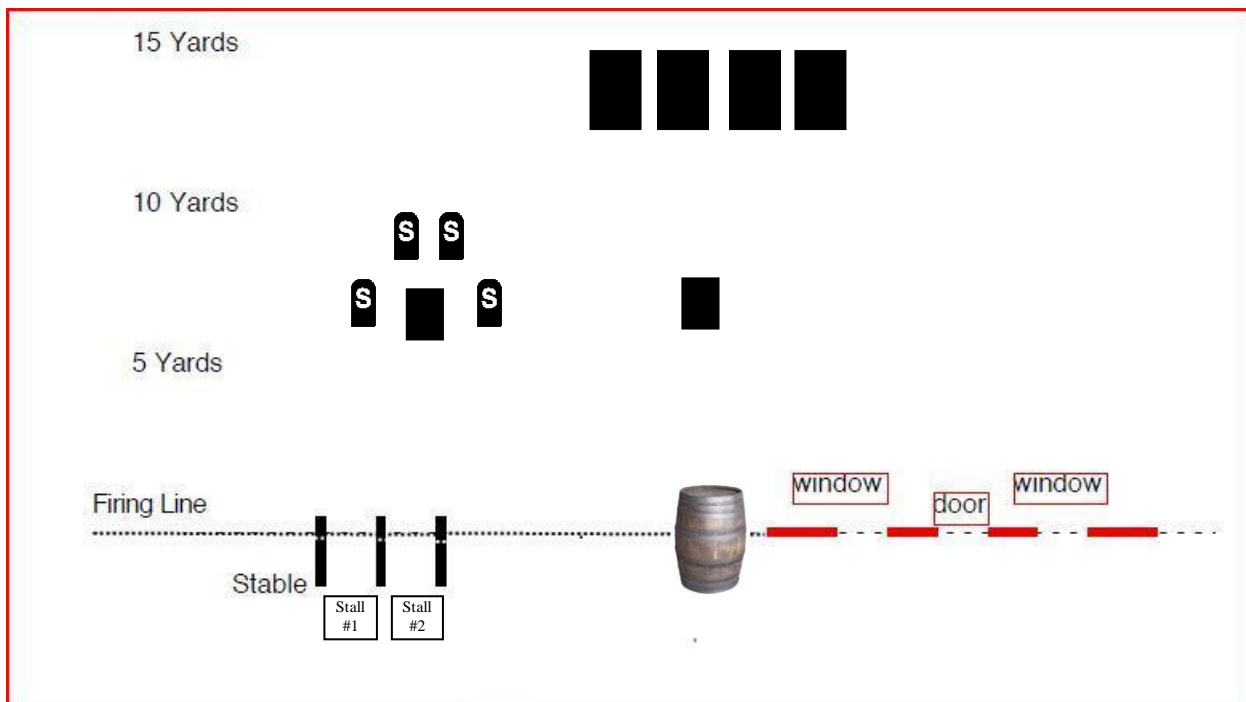 15 Yards
10 Yards
S S
S S
5 Yards
window window
door
Firing Line
Stable
Stall Stall
#1 #2